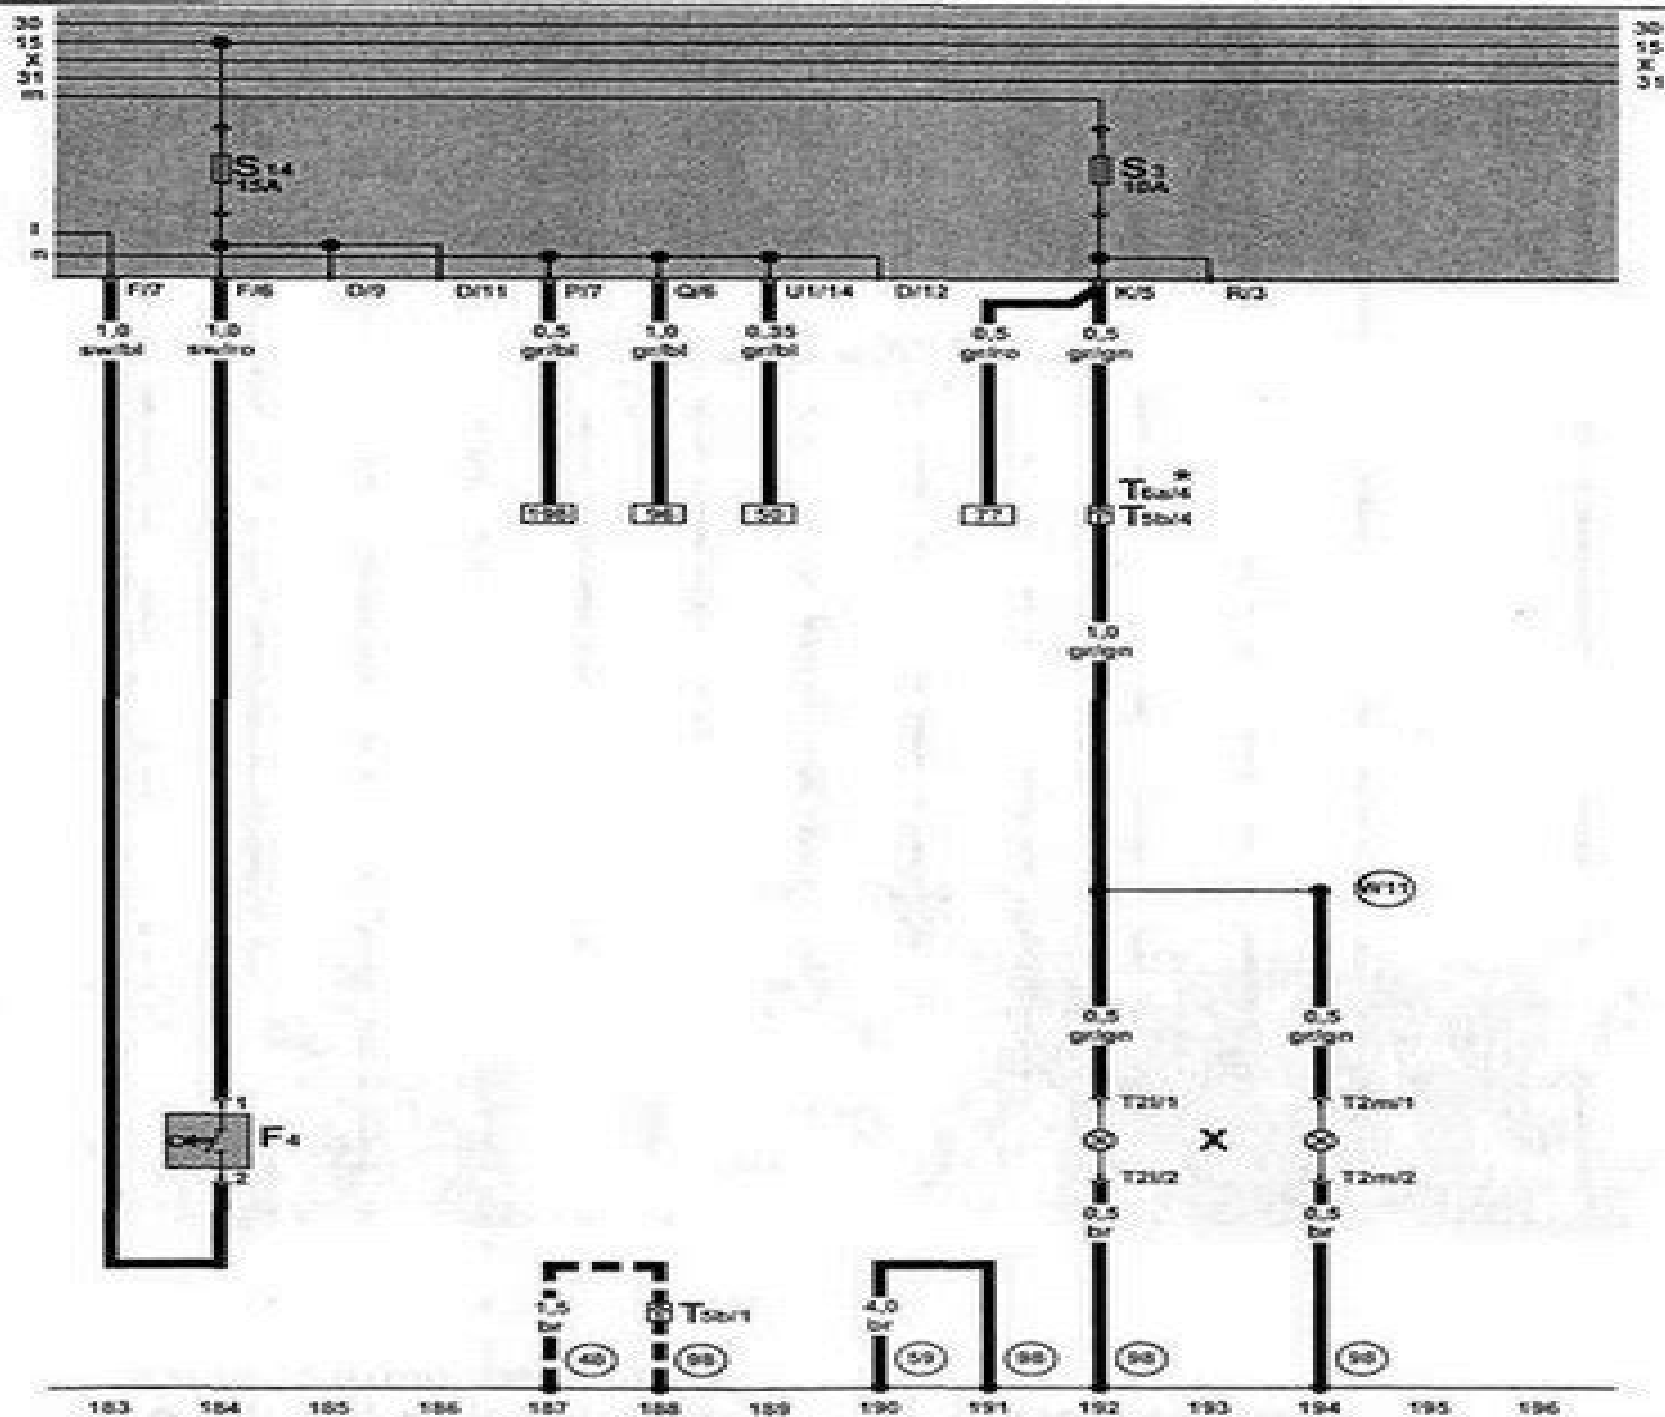 30
15
X
31
30
15
X
31
S14
15A
S
10A
F/7
F/6
D/9
D/11
P/7
Q/6
U1/14
D/12
K/5
R/3
1,0
sw/bl
1,0
sw/ro
0,5
gr/bl
1,0
gr/bl
0,35
gr/bl
0,5
gr/ro
0,5
gr/gn
96
77
T5a/4*
T5b/4
1,0
gr/gn
W11
0,5
gr/gn
0,5
gr/gn
1
F4
2
T2l/1
T2m/1
X
T2l/2
T2m/2
0,5
br
0,5
br
1,5
br
T5b/1
4,0
br
98
59
98
98
98
183 184 185 186 187 188 189 190 191 192 193 194 195 196